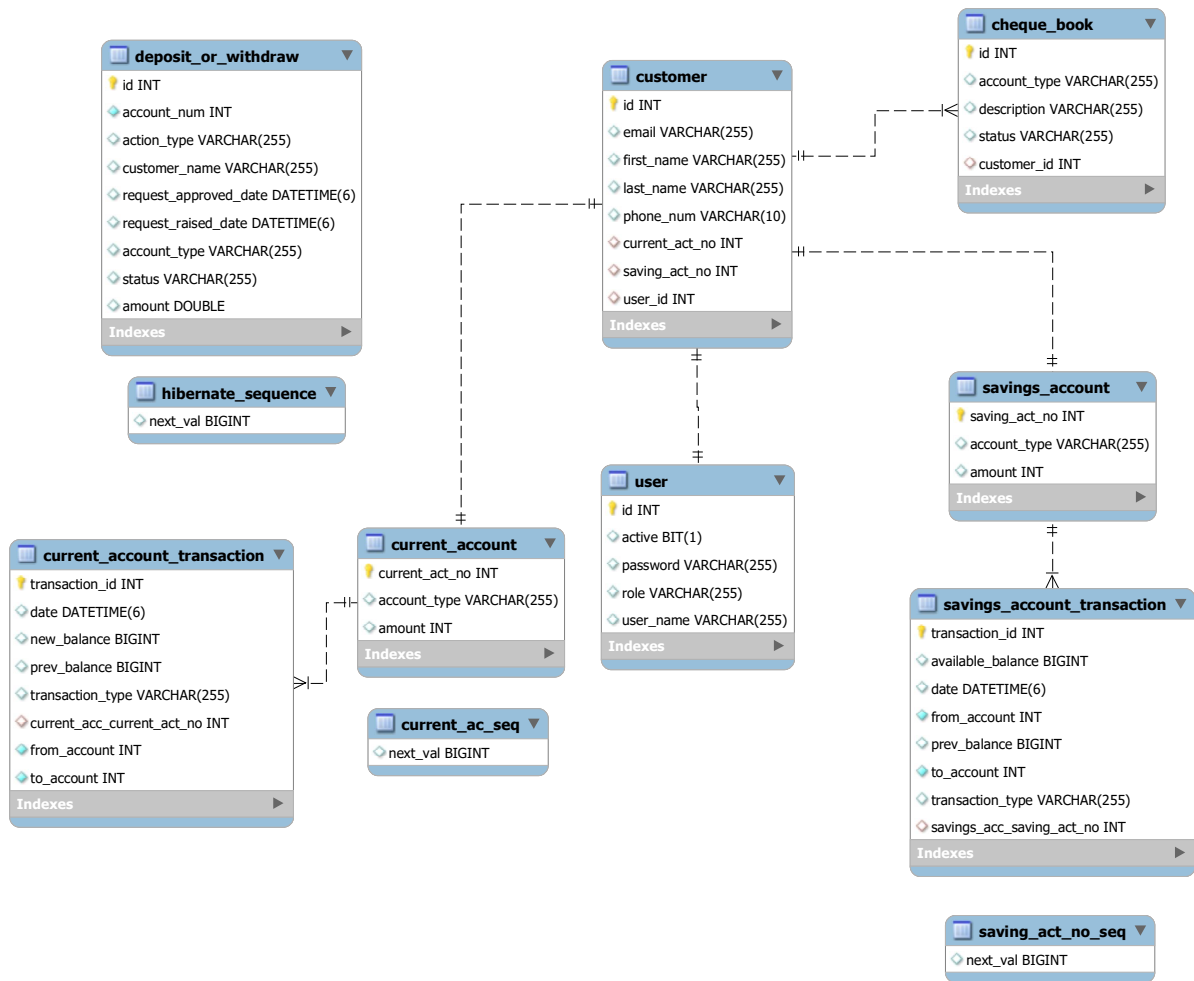 deposit_or_withdraw
id INT
account_num INT
action_type VARCHAR(255)
customer_name VARCHAR(255)
request_approved_date DATETIME(6)
request_raised_date DATETIME(6)
account_type VARCHAR(255)
status VARCHAR(255)
amount DOUBLE
Indexes
hibernate_sequence
next_val BIGINT
customer
id INT
email VARCHAR(255)
first_name VARCHAR(255)
last_name VARCHAR(255)
phone_num VARCHAR(10)
current_act_no INT
saving_act_no INT
user_id INT
Indexes
cheque_book
id INT
account_type VARCHAR(255)
description VARCHAR(255)
status VARCHAR(255)
customer_id INT
Indexes
savings_account
saving_act_no INT
account_type VARCHAR(255)
amount INT
Indexes
user
id INT
active BIT(1)
password VARCHAR(255)
role VARCHAR(255)
user_name VARCHAR(255)
Indexes
current_account_transaction
transaction_id INT
date DATETIME(6)
new_balance BIGINT
prev_balance BIGINT
transaction_type VARCHAR(255)
current_acc_current_act_no INT
from_account INT
to_account INT
Indexes
current_account
current_act_no INT
account_type VARCHAR(255)
amount INT
Indexes
current_ac_seq
next_val BIGINT
savings_account_transaction
transaction_id INT
available_balance BIGINT
date DATETIME(6)
from_account INT
prev_balance BIGINT
to_account INT
transaction_type VARCHAR(255)
savings_acc_saving_act_no INT
Indexes
saving_act_no_seq
next_val BIGINT